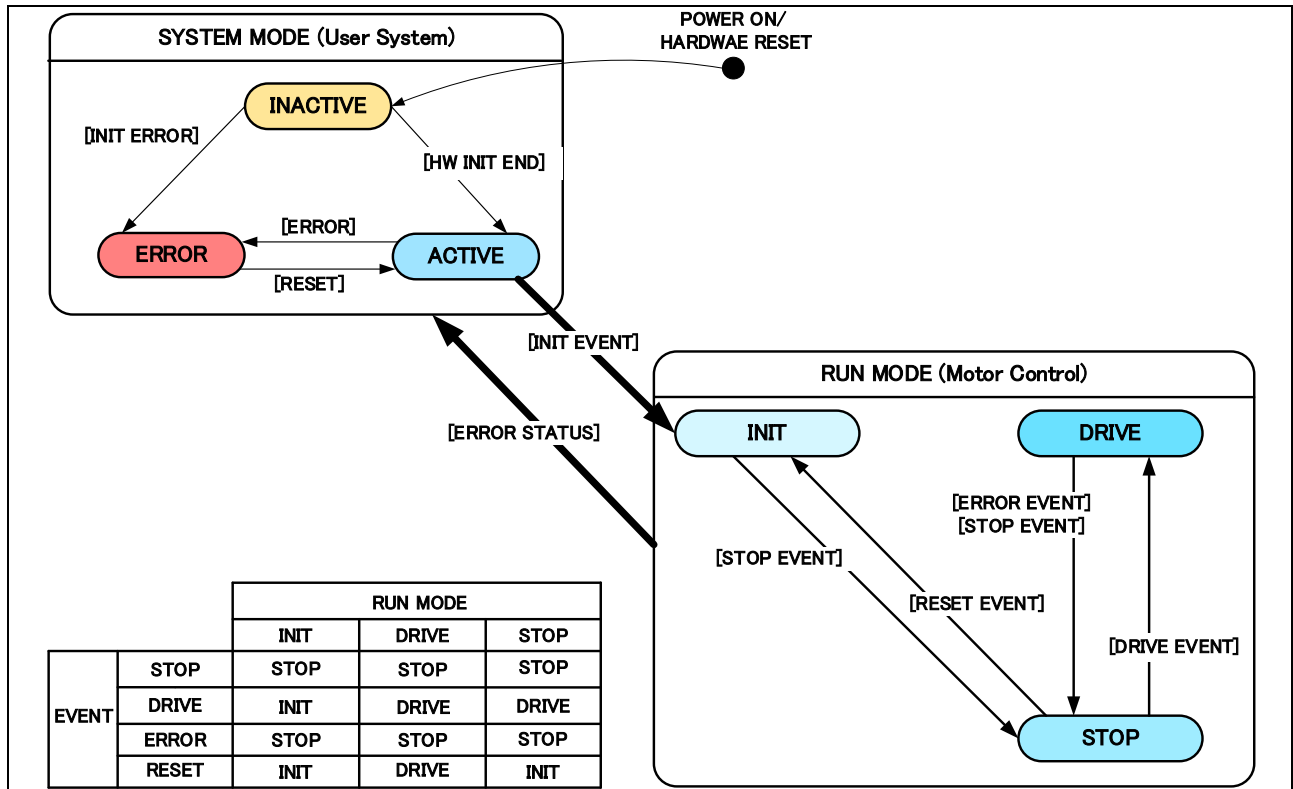 POWER ON/
HARDWAE RESET
SYSTEM MODE (User System)
INACTIVE
[INIT ERROR]
[HW INIT END]
[ERROR]
ERROR
ACTIVE
[RESET]
[INIT EVENT]
[ERROR STATUS]
RUN MODE (Motor Control)
INIT
DRIVE
[ERROR EVENT]
[STOP EVENT]
[STOP EVENT]
[RESET EVENT]
[DRIVE EVENT]
STOP
RUN MODE
INIT DRIVE STOP
EVENT
STOP STOP STOP STOP
DRIVE INIT DRIVE DRIVE
ERROR STOP STOP STOP
RESET INIT DRIVE INIT